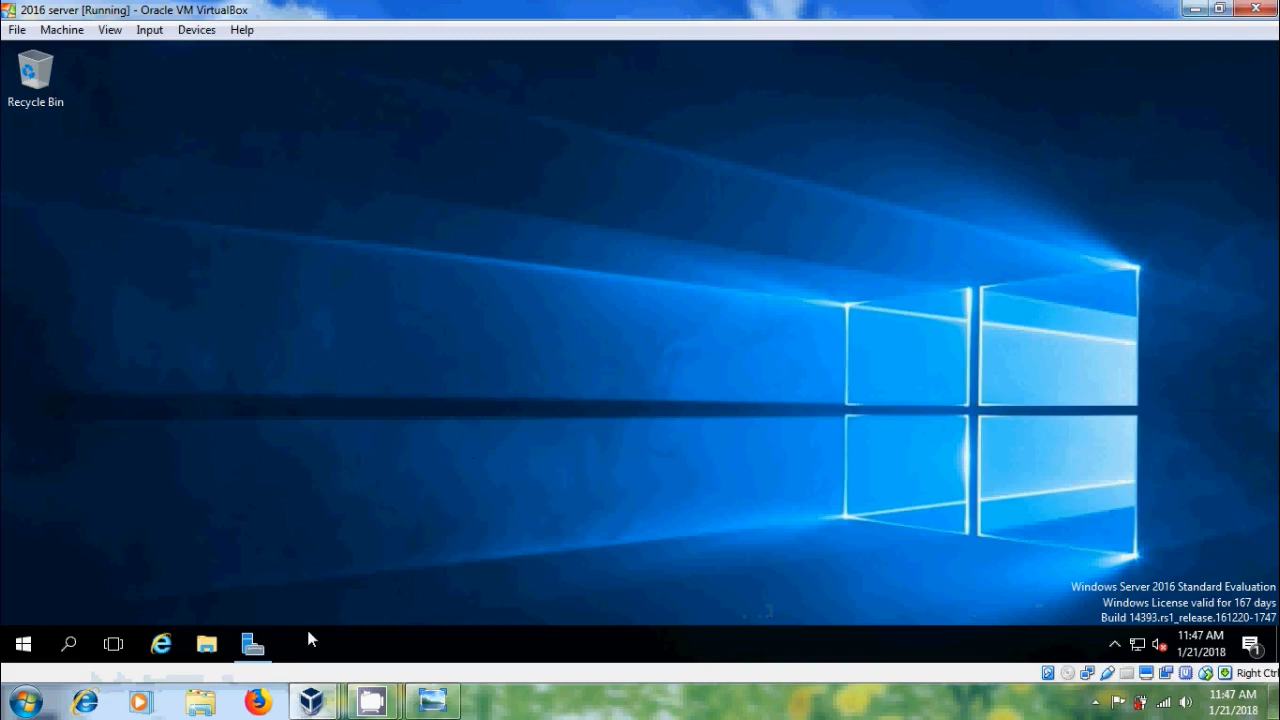 2016 server [Running] - Oracle VM VirtualBox
File Machine View Input Devices Help
Recycle Bin
Windows Server 2016 Standard Evaluation
Windows License valid for 167 days
Build 14393.rs1_release.161220-1747
11:47 AM
1/21/2018
1
Right Ctrl
11:47 AM
1/21/2018